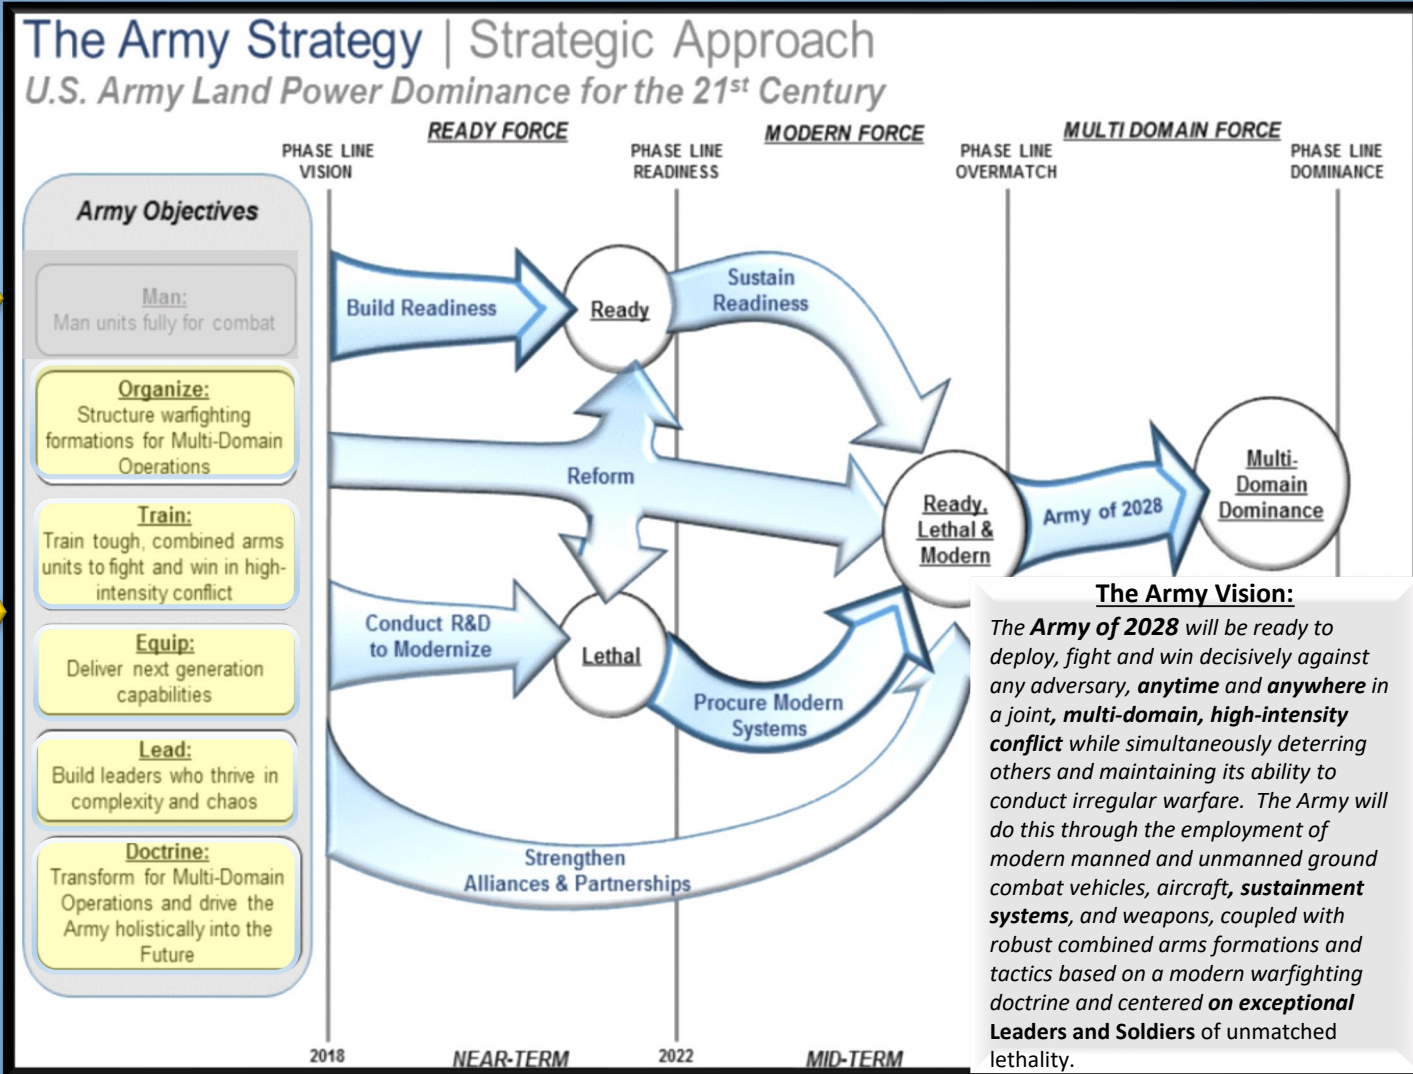 The Army Strategy | Strategic Approach
U.S. Army Land Power Dominance for the 21st Century
READY FORCE
MODERN FORCE
MULTI DOMAIN FORCE
PHASE LINE
VISION
PHASE LINE
READINESS
PHASE LINE
OVERMATCH
PHASE LINE
DOMINANCE
Army Objectives
Man:
Man units fully for combat
Organize:
Structure warfighting
formations for Multi-Domain
Operations
Train:
Train tough, combined arms
units to fight and win in high-
intensity conflict
Equip:
Deliver next generation
capabilities
Lead:
Build leaders who thrive in
complexity and chaos
Doctrine:
Transform for Multi-Domain
Operations and drive the
Army holistically into the
Future
Build Readiness
Ready
Sustain
Readiness
Reform
Conduct R&D
to Modernize
Lethal
Procure Modern
Systems
Strengthen
Alliances & Partnerships
Ready,
Lethal &
Modern
Army of 2028
Multi-
Domain
Dominance
The Army Vision:
The Army of 2028 will be ready to
deploy, fight and win decisively against
any adversary, anytime and anywhere in
a joint, multi-domain, high-intensity
conflict while simultaneously deterring
others and maintaining its ability to
conduct irregular warfare. The Army will
do this through the employment of
modern manned and unmanned ground
combat vehicles, aircraft, sustainment
systems, and weapons, coupled with
robust combined arms formations and
tactics based on a modern warfighting
doctrine and centered on exceptional
Leaders and Soldiers of unmatched
lethality.
2018
NEAR-TERM
2022
MID-TERM